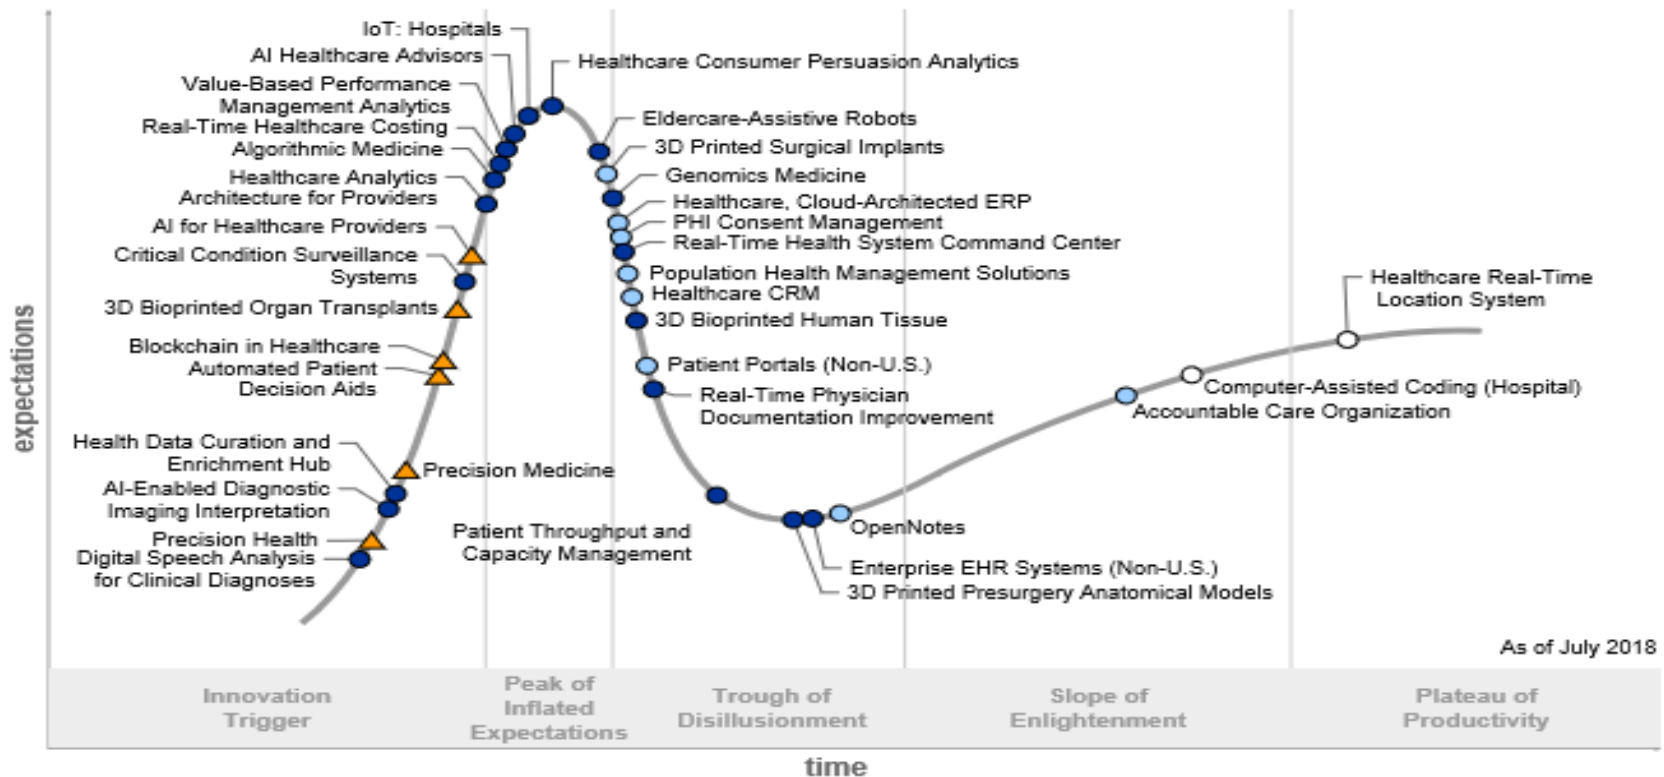 IoT: Hospitals
AI Healthcare Advisors
Value-Based Performance
Management Analytics
Real-Time Healthcare Costing
Algorithmic Medicine
Healthcare Analytics
Architecture for Providers
AI for Healthcare Providers
Critical Condition Surveillance
Systems
3D Bioprinted Organ Transplants
Blockchain in Healthcare
Automated Patient
Decision Aids
Health Data Curation and
Enrichment Hub
AI-Enabled Diagnostic
Imaging Interpretation
Precision Health
Digital Speech Analysis
for Clinical Diagnoses
Precision Medicine
Healthcare Consumer Persuasion Analytics
Eldercare-Assistive Robots
3D Printed Surgical Implants
Genomics Medicine
Healthcare, Cloud-Architected ERP
PHI Consent Management
Real-Time Health System Command Center
Population Health Management Solutions
Healthcare CRM
3D Bioprinted Human Tissue
Patient Portals (Non-U.S.)
Real-Time Physician
Documentation Improvement
Patient Throughput and
Capacity Management
OpenNotes
Enterprise EHR Systems (Non-U.S.)
3D Printed Presurgery Anatomical Models
Healthcare Real-Time
Location System
Computer-Assisted Coding (Hospital)
Accountable Care Organization
As of July 2018
expectations
Innovation
Trigger
Peak of
Inflated
Expectations
Trough of
Disillusionment
Slope of
Enlightenment
Plateau of
Productivity
time